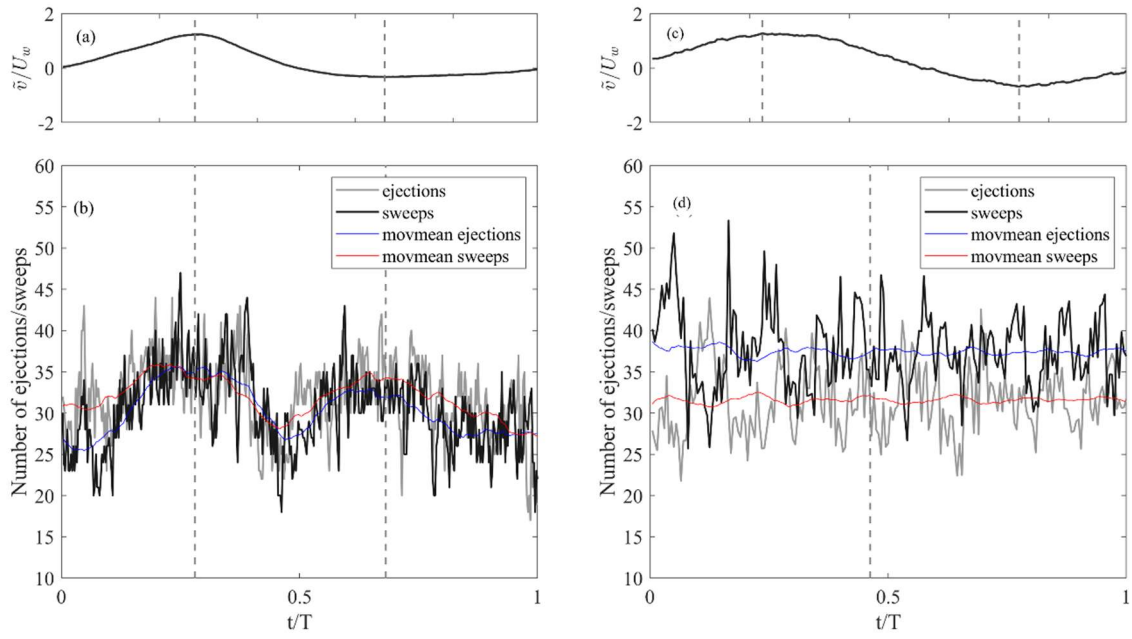 2
0
-2
ṽ/U_w
(a)
2
0
-2
ṽ/U_w
(c)
60
55
50
45
40
35
30
25
20
15
10
Number of ejections/sweeps
(b)
ejections
sweeps
movmean ejections
movmean sweeps
0
0.5
1
t/T
60
55
50
45
40
35
30
25
20
15
10
Number of ejections/sweeps
(d)
ejections
sweeps
movmean ejections
movmean sweeps
0
0.5
1
t/T